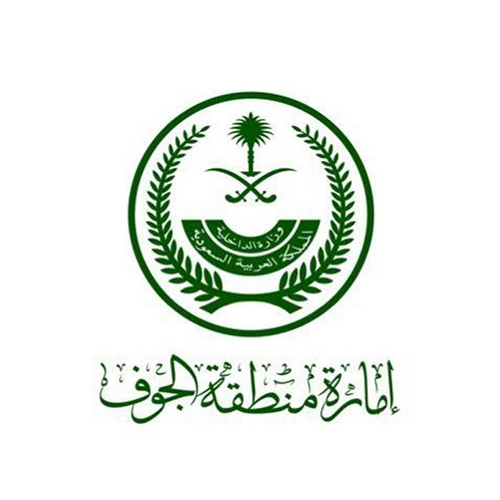 وزارة الداخلية
المملكة العربية السعودية
إمارة منطقة الجوف